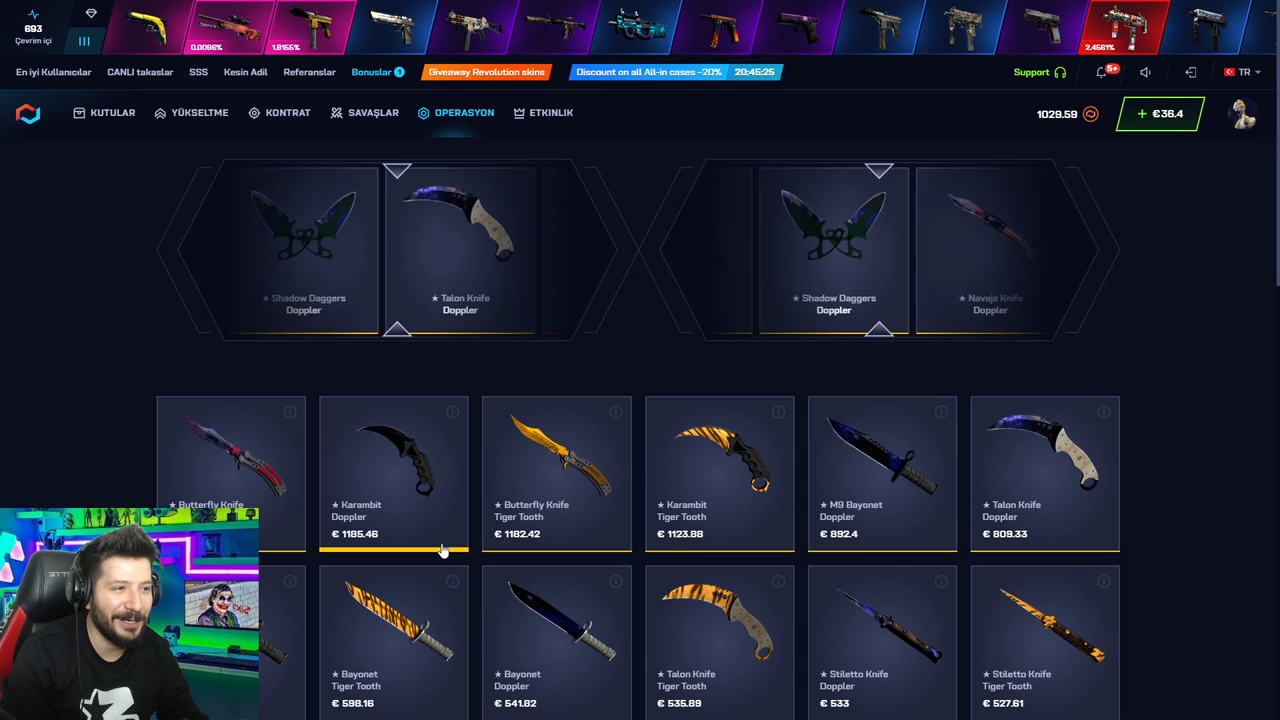 693
Çevrim içi
0.0096%
1.8155%
2.4561%
En iyi Kullanıcılar
CANLI takaslar
SSS
Kesin Adil
Referanslar
Bonuslar 1
Giveaway Revolution skins
Discount on all All-in cases -20%
20:45:25
Support
5+
TR
KUTULAR
YÜKSELTME
KONTRAT
SAVAŞLAR
OPERASYON
ETKINLIK
1029.59
+ €36.4
★ Shadow Daggers
Doppler
★ Talon Knife
Doppler
★ Shadow Daggers
Doppler
★ Navaja Knife
Doppler
★ Butterfly Knife
★ Karambit
Doppler
€ 1185.46
★ Butterfly Knife
Tiger Tooth
€ 1182.42
★ Karambit
Tiger Tooth
€ 1123.86
★ M9 Bayonet
Doppler
€ 892.4
★ Talon Knife
Doppler
€ 809.33
★ Bayonet
Tiger Tooth
€ 598.16
★ Bayonet
Doppler
€ 541.82
★ Talon Knife
Tiger Tooth
€ 535.89
★ Stiletto Knife
Doppler
€ 533
★ Stiletto Knife
Tiger Tooth
€ 527.61